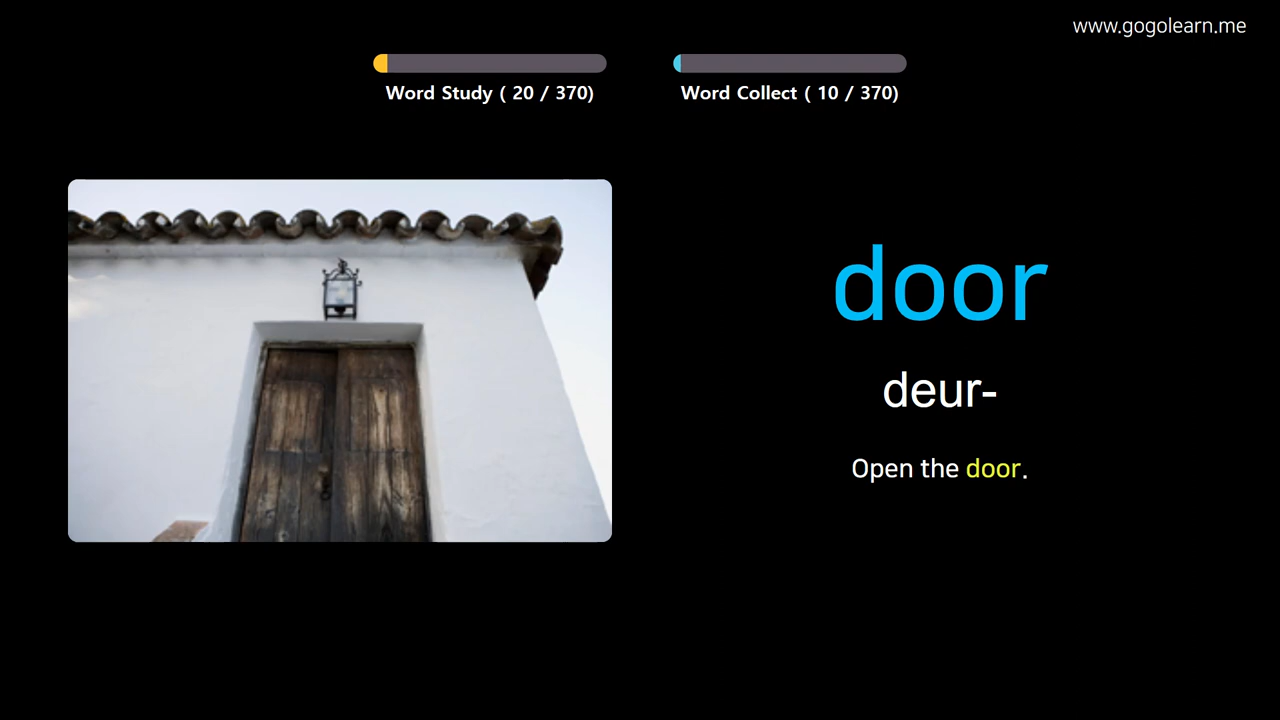 www.gogolearn.me
Word Study ( 20 / 370)
Word Collect ( 10 / 370)
door
deur-
Open the door.